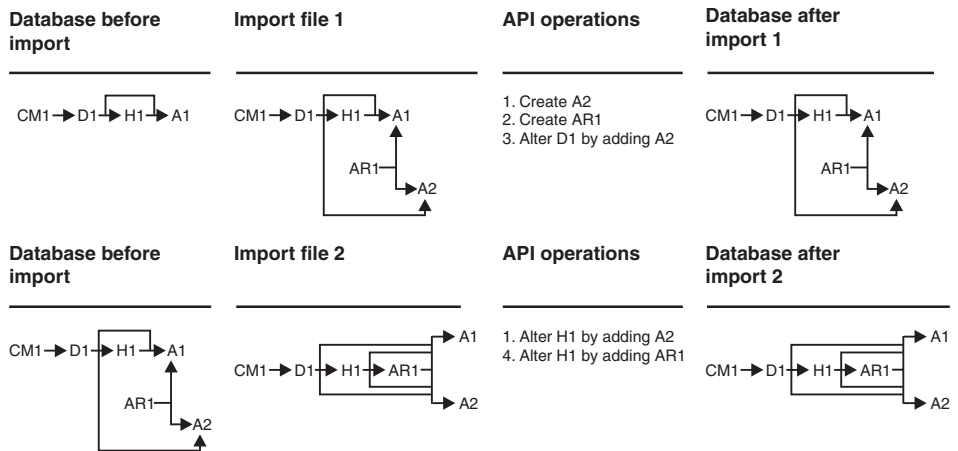 Database before
import
Import file 1
API operations
Database after
import 1
CM1 D1 H1 A1
CM1 D1 H1 A1
AR1
A2
1. Create A2
2. Create AR1
3. Alter D1 by adding A2
CM1 D1 H1 A1
AR1
A2
Database before
import
Import file 2
API operations
Database after
import 2
CM1 D1 H1 A1
AR1
A2
A1
CM1 D1 H1 AR1
A2
1. Alter H1 by adding A2
4. Alter H1 by adding AR1
A1
CM1 D1 H1 AR1
A2